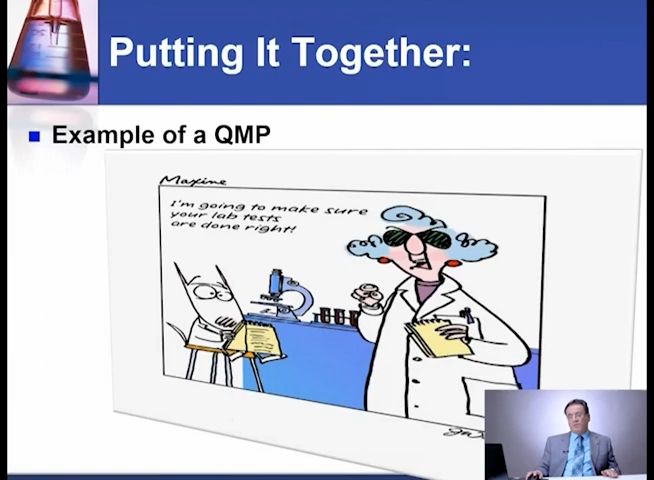 Putting It Together:
Example of a QMP
Maxine
I'm going to make sure
your lab tests
are done right!